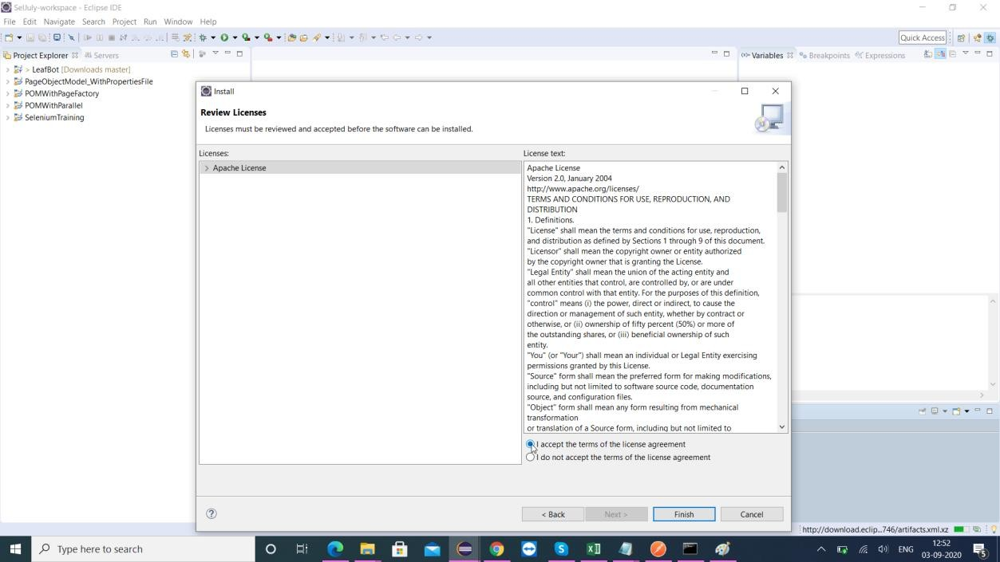 SelJuly-workspace - Eclipse IDE
File Edit Navigate Search Project Run Window Help
Quick Access
Project Explorer Servers
Variables Breakpoints Expressions
> LeafBot [Downloads master]
PageObjectModel_WithPropertiesFile
POMWithPageFactory
POMWithParallel
SeleniumTraining
Install
Review Licenses
Licenses must be reviewed and accepted before the software can be installed.
Licenses:
Apache License
License text:
Apache License
Version 2.0, January 2004
http://www.apache.org/licenses/
TERMS AND CONDITIONS FOR USE, REPRODUCTION, AND
DISTRIBUTION
1. Definitions.
"License" shall mean the terms and conditions for use, reproduction,
and distribution as defined by Sections 1 through 9 of this document.
"Licensor" shall mean the copyright owner or entity authorized
by the copyright owner that is granting the License.
"Legal Entity" shall mean the union of the acting entity and
all other entities that control, are controlled by, or are under
common control with that entity. For the purposes of this definition,
"control" means (i) the power, direct or indirect, to cause the
direction or management of such entity, whether by contract or
otherwise, or (ii) ownership of fifty percent (50%) or more of
the outstanding shares, or (iii) beneficial ownership of such
entity.
"You" (or "Your") shall mean an individual or Legal Entity exercising
permissions granted by this License.
"Source" form shall mean the preferred form for making modifications,
including but not limited to software source code, documentation
source, and configuration files.
"Object" form shall mean any form resulting from mechanical
transformation
or translation of a Source form, including but not limited to
I accept the terms of the license agreement
I do not accept the terms of the license agreement
?
< Back Next > Finish Cancel
http://download.eclip...746/artifacts.xml.xz
Type here to search
ENG
12:52
03-09-2020
5